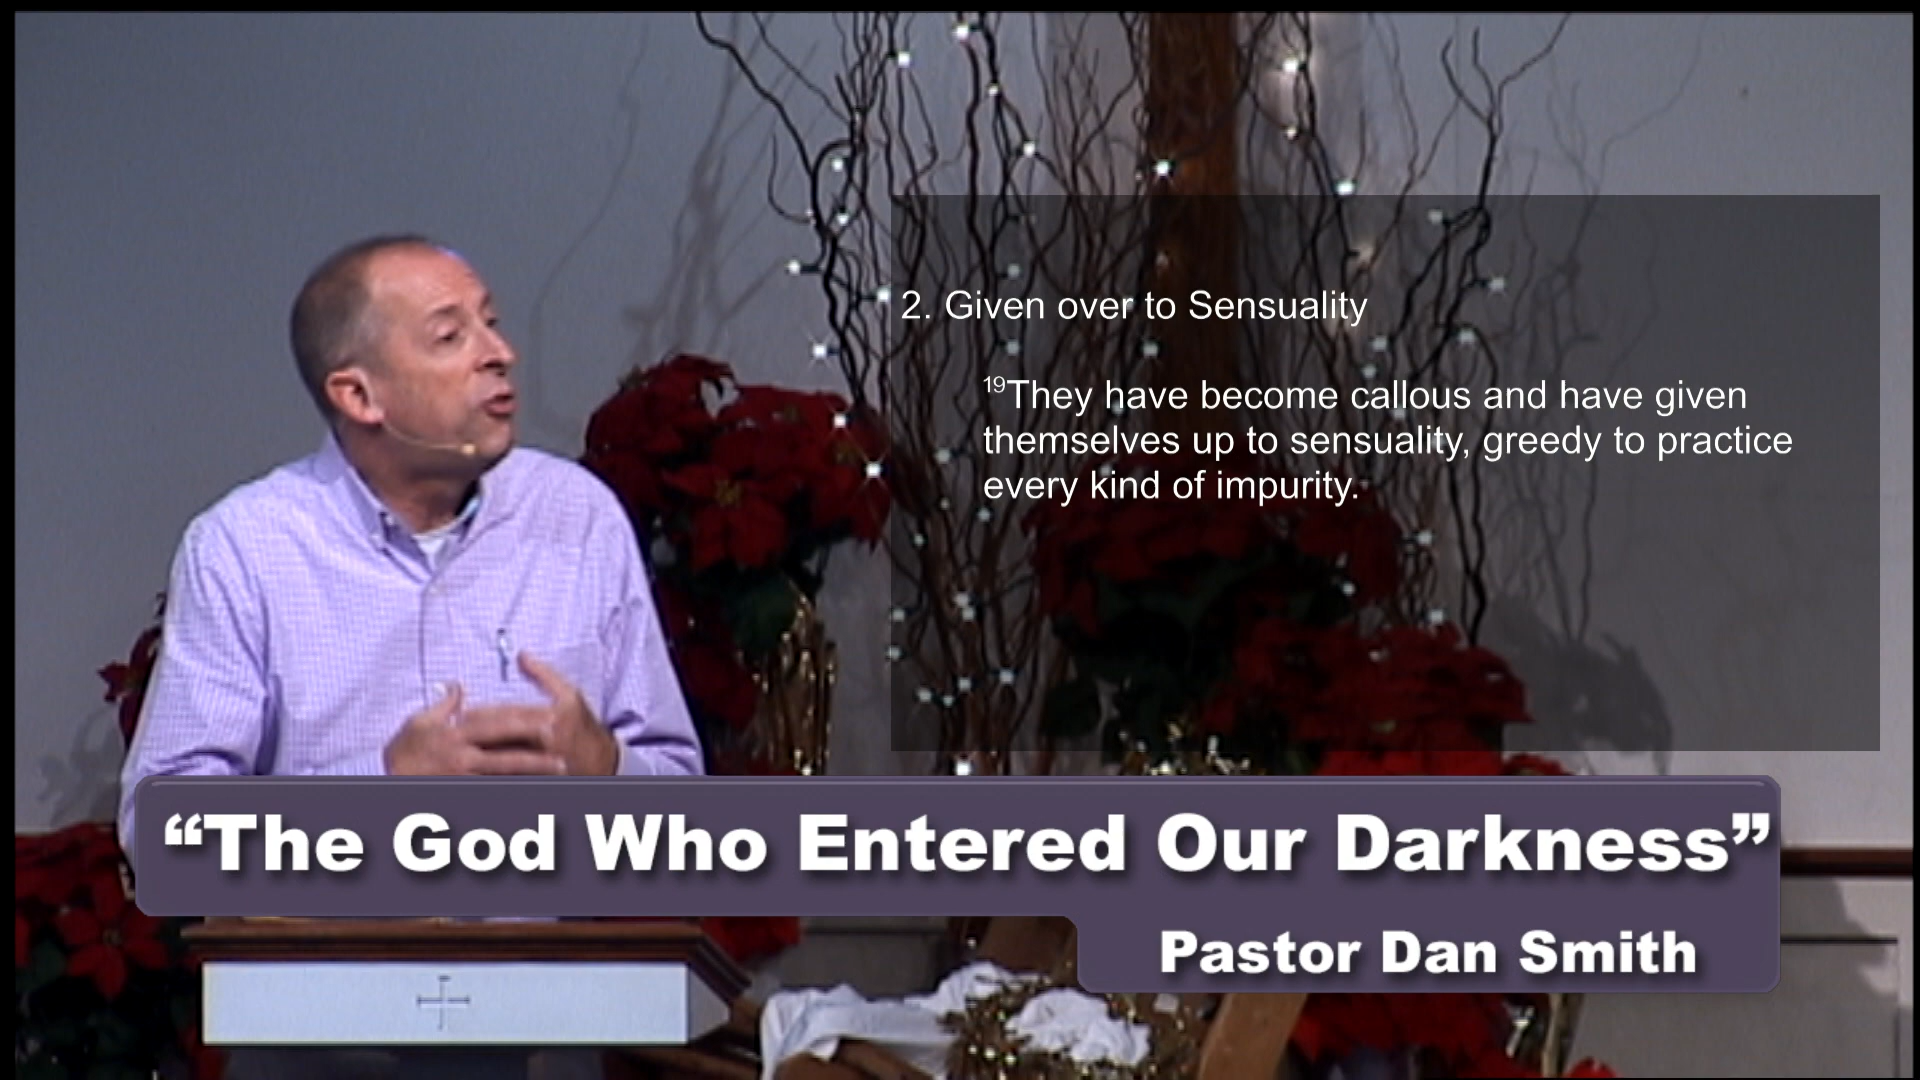 2. Given over to Sensuality
¹⁹They have become callous and have given
themselves up to sensuality, greedy to practice
every kind of impurity.
“The God Who Entered Our Darkness”
Pastor Dan Smith